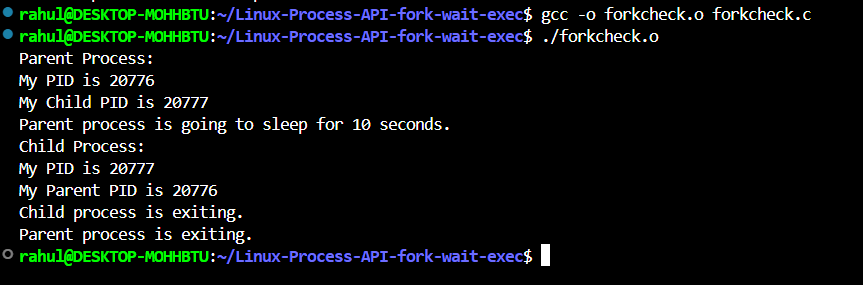 rahul@DESKTOP-MOHHBTU:~/Linux-Process-API-fork-wait-exec$ gcc -o forkcheck.o forkcheck.c
rahul@DESKTOP-MOHHBTU:~/Linux-Process-API-fork-wait-exec$ ./forkcheck.o
Parent Process:
My PID is 20776
My Child PID is 20777
Parent process is going to sleep for 10 seconds.
Child Process:
My PID is 20777
My Parent PID is 20776
Child process is exiting.
Parent process is exiting.
rahul@DESKTOP-MOHHBTU:~/Linux-Process-API-fork-wait-exec$